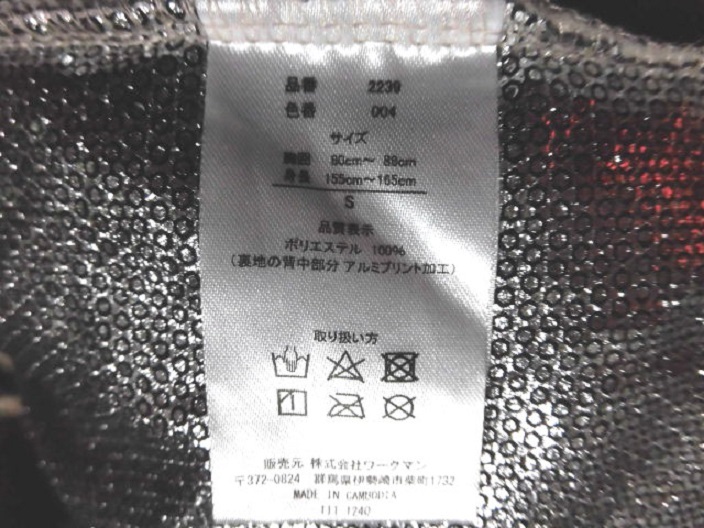 品番 2239
色番 004
サイズ
胸囲 80cm～ 88cm
身長 155cm～165cm
S
品質表示
ポリエステル 100%
(裏地の背中部分 アルミプリント加工)
取り扱い方
販売元 株式会社ワークマン
〒372-0824 群馬県伊勢崎市柴町1732
MADE IN CAMBODIA
1240